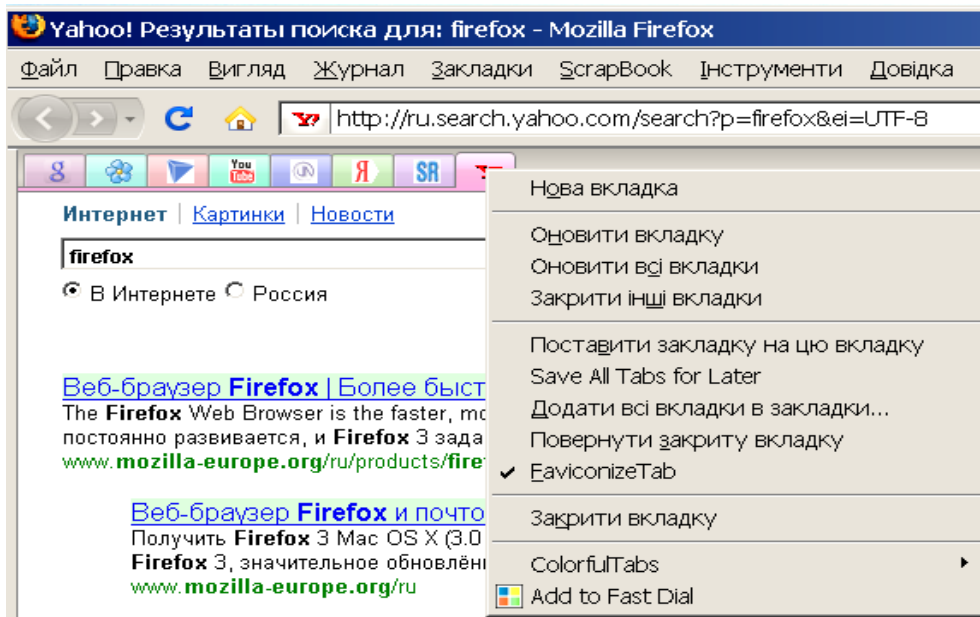 Yahoo! Результаты поиска для: firefox - Mozilla Firefox
Файл Правка Вигляд Журнал Закладки ScrapBook Інструменти Довідка
http://ru.search.yahoo.com/search?p=firefox&ei=UTF-8
g You Tube UN Я SR
Интернет | Картинки | Новости
firefox
В Интернете Россия
Веб-браузер Firefox | Более быст
The Firefox Web Browser is the faster, mo
постоянно развивается, и Firefox 3 зада
www.mozilla-europe.org/ru/products/fire
Веб-браузер Firefox и почто
Получить Firefox 3 Mac OS X (3.0
Firefox 3, значительное обновлён
www.mozilla-europe.org/ru
Нова вкладка
Оновити вкладку
Оновити всі вкладки
Закрити інші вкладки
Поставити закладку на цю вкладку
Save All Tabs for Later
Додати всі вкладки в закладки...
Повернути закриту вкладку
FaviconizeTab
Закрити вкладку
ColorfulTabs
Add to Fast Dial